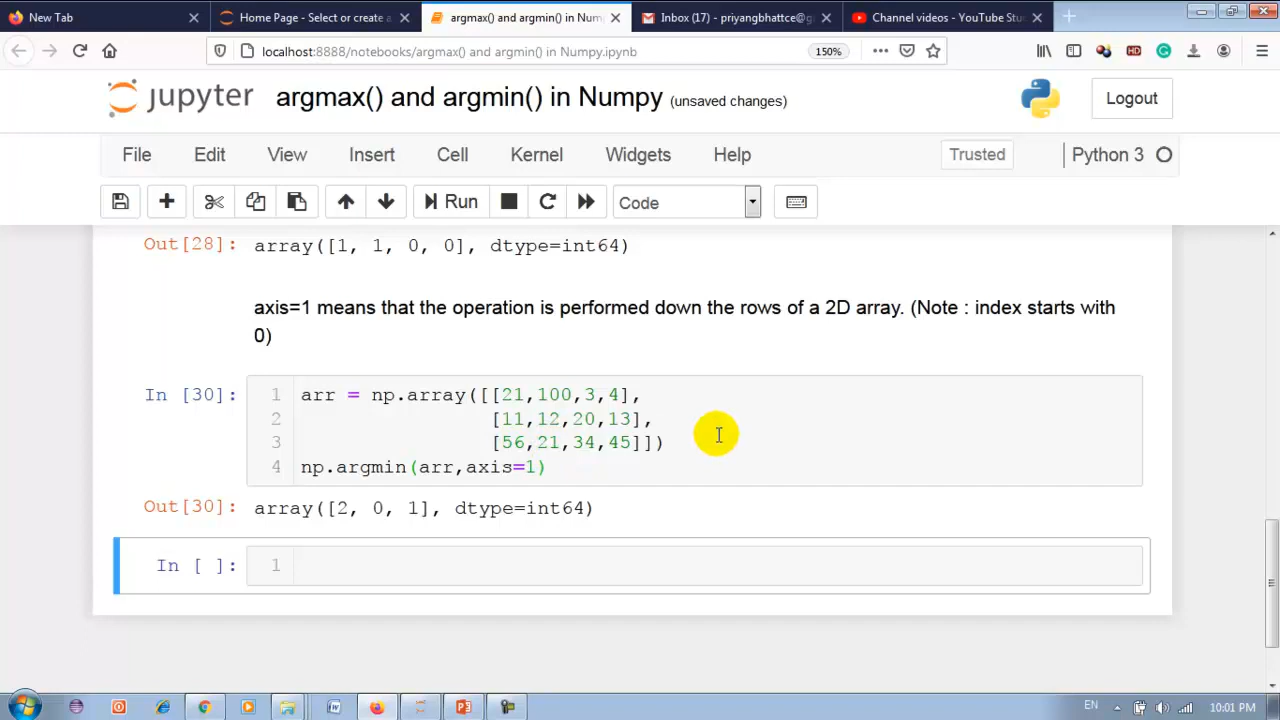 New Tab
Home Page - Select or create a
argmax() and argmin() in Nump
Inbox (17) - priyangbhattce@g
Channel videos - YouTube Stu
localhost:8888/notebooks/argmax() and argmin() in Numpy.ipynb
150%
HD
jupyter argmax() and argmin() in Numpy (unsaved changes)
Logout
File Edit View Insert Cell Kernel Widgets Help
Trusted
Python 3
Run
Code
Out[28]: array([1, 1, 0, 0], dtype=int64)
axis=1 means that the operation is performed down the rows of a 2D array. (Note : index starts with
0)
In [30]: 1 arr = np.array([[21,100,3,4],
2 [11,12,20,13],
3 [56,21,34,45]])
4 np.argmin(arr,axis=1)
Out[30]: array([2, 0, 1], dtype=int64)
In [ ]: 1
EN
10:01 PM